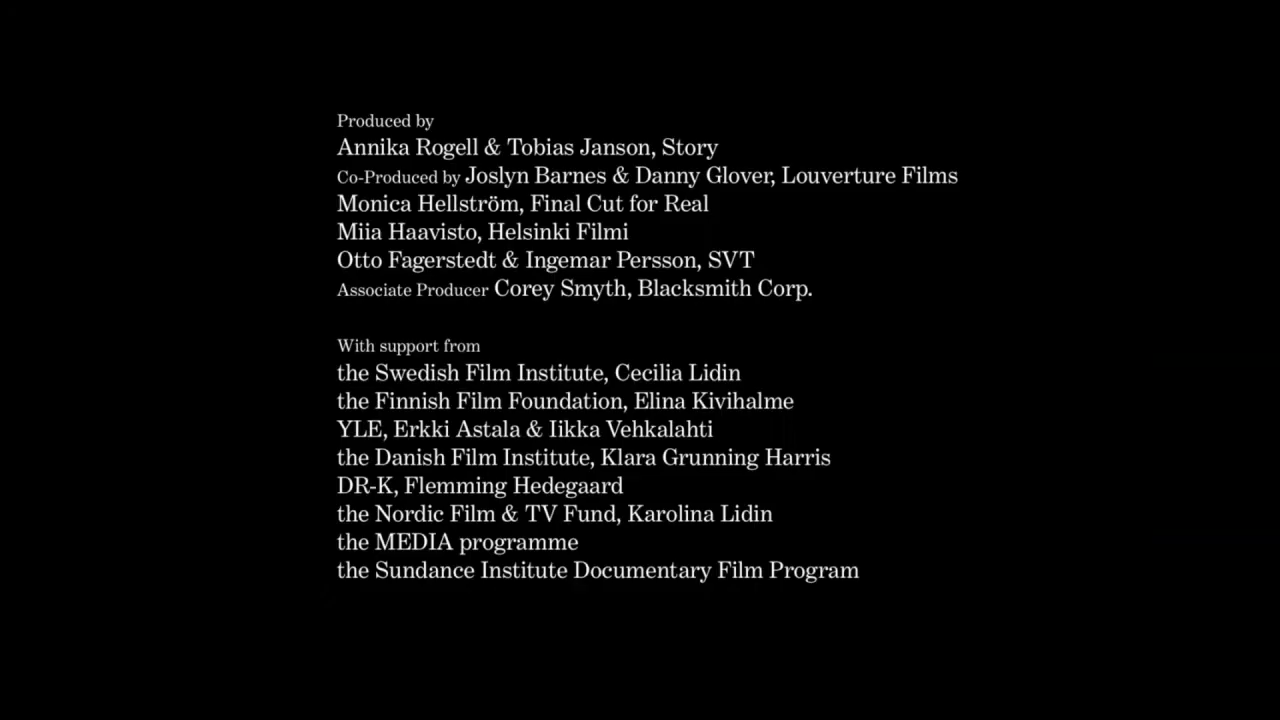 Produced by
Annika Rogell & Tobias Janson, Story
Co-Produced by Joslyn Barnes & Danny Glover, Louverture Films
Monica Hellström, Final Cut for Real
Miia Haavisto, Helsinki Filmi
Otto Fagerstedt & Ingemar Persson, SVT
Associate Producer Corey Smyth, Blacksmith Corp.
With support from
the Swedish Film Institute, Cecilia Lidin
the Finnish Film Foundation, Elina Kivihalme
YLE, Erkki Astala & Iikka Vehkalahti
the Danish Film Institute, Klara Grunning Harris
DR-K, Flemming Hedegaard
the Nordic Film & TV Fund, Karolina Lidin
the MEDIA programme
the Sundance Institute Documentary Film Program